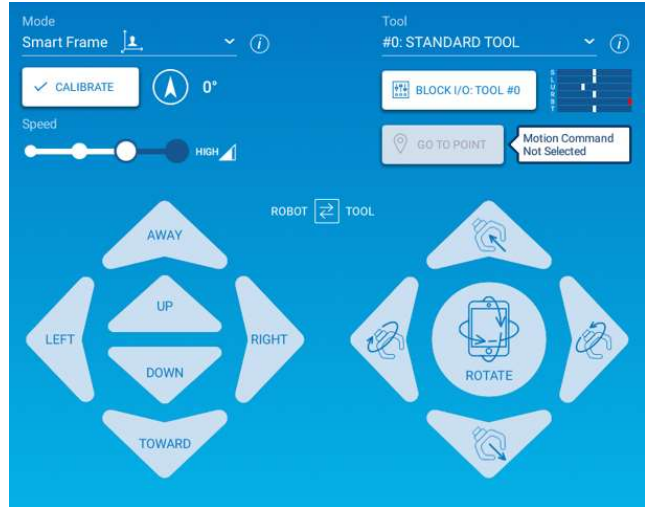 Mode
Smart Frame
CALIBRATE
0°
Speed
HIGH
Tool
#0: STANDARD TOOL
BLOCK I/O: TOOL #0
S
L
U
R
B
T
GO TO POINT
Motion Command
Not Selected
ROBOT TOOL
AWAY
UP
LEFT
RIGHT
DOWN
TOWARD
ROTATE